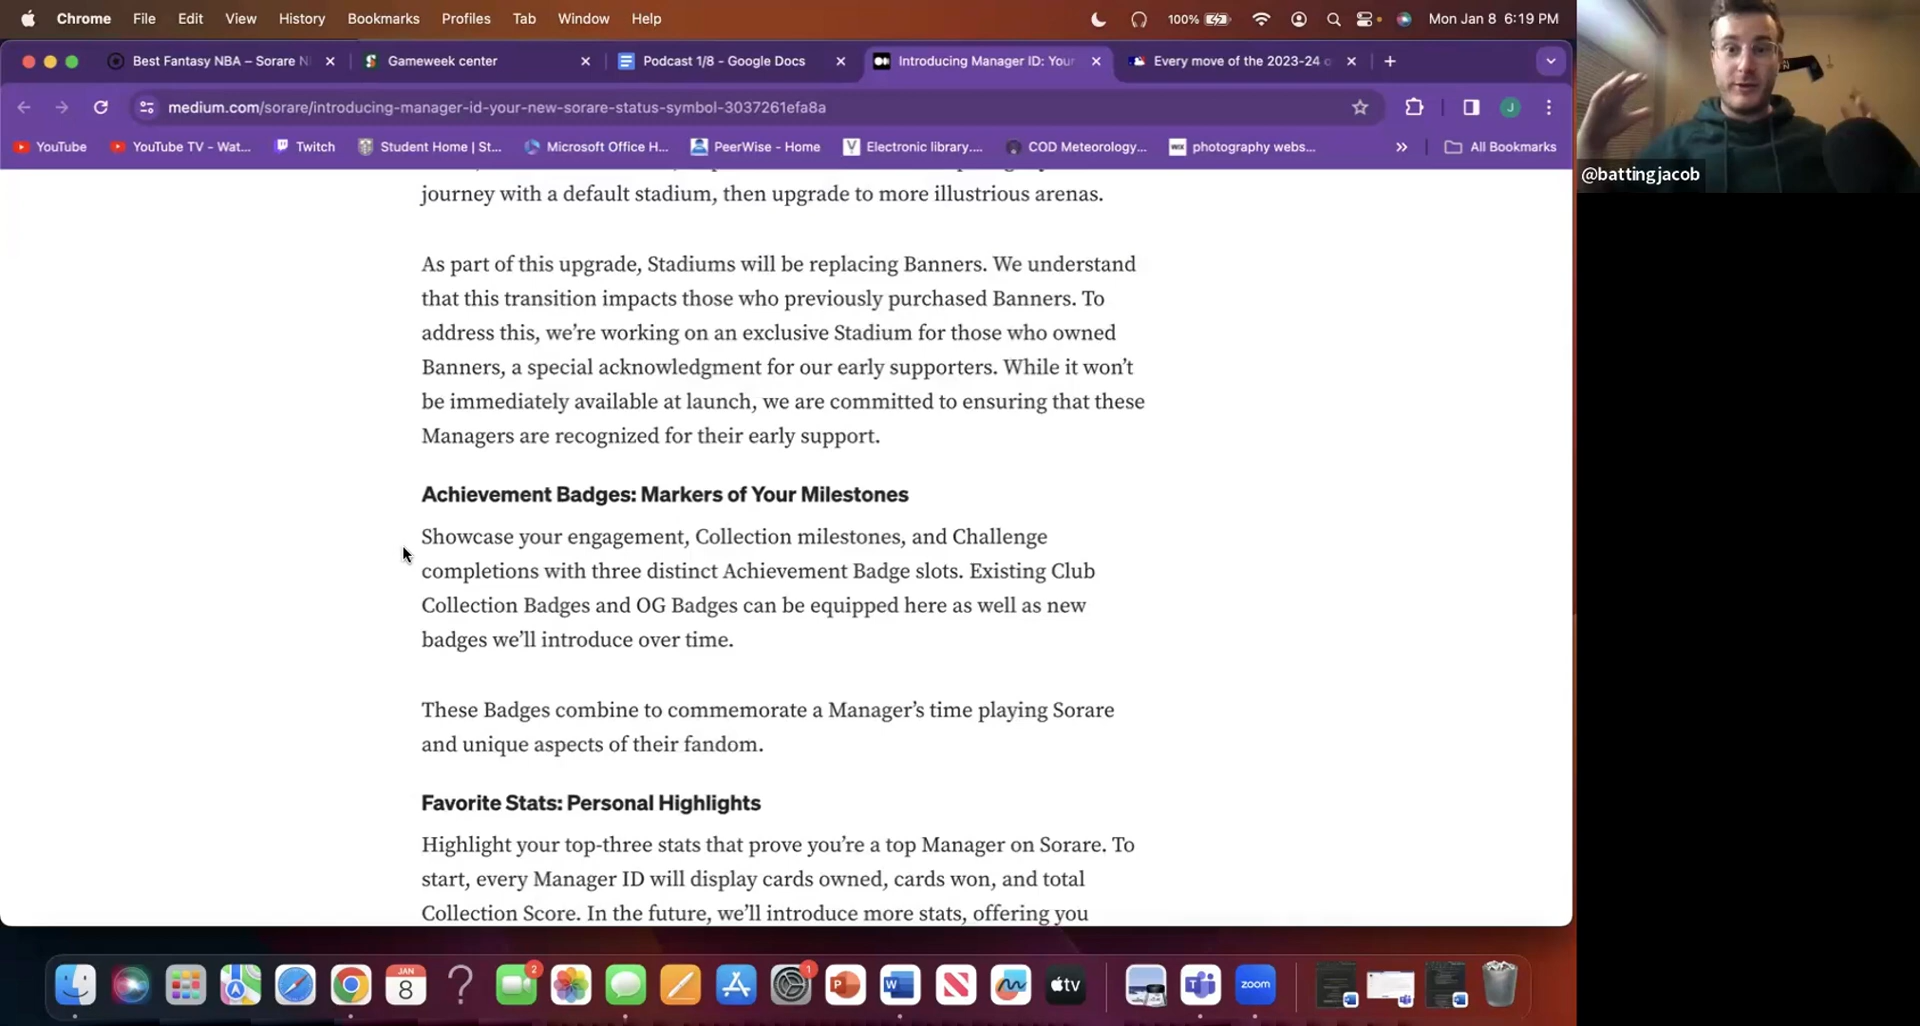 Chrome File Edit View History Bookmarks Profiles Tab Window Help 100% Mon Jan 8 6:19 PM
Best Fantasy NBA – Sorare N Gameweek center Podcast 1/8 - Google Docs Introducing Manager ID: Your Every move of the 2023-24 o
medium.com/sorare/introducing-manager-id-your-new-sorare-status-symbol-3037261efa8a J
YouTube YouTube TV - Wat... Twitch Student Home | St... Microsoft Office H... PeerWise - Home Electronic library.... COD Meteorology... photography webs... » All Bookmarks
@battingjacob
journey with a default stadium, then upgrade to more illustrious arenas.
As part of this upgrade, Stadiums will be replacing Banners. We understand
that this transition impacts those who previously purchased Banners. To
address this, we’re working on an exclusive Stadium for those who owned
Banners, a special acknowledgment for our early supporters. While it won’t
be immediately available at launch, we are committed to ensuring that these
Managers are recognized for their early support.
Achievement Badges: Markers of Your Milestones
Showcase your engagement, Collection milestones, and Challenge
completions with three distinct Achievement Badge slots. Existing Club
Collection Badges and OG Badges can be equipped here as well as new
badges we’ll introduce over time.
These Badges combine to commemorate a Manager’s time playing Sorare
and unique aspects of their fandom.
Favorite Stats: Personal Highlights
Highlight your top-three stats that prove you’re a top Manager on Sorare. To
start, every Manager ID will display cards owned, cards won, and total
Collection Score. In the future, we’ll introduce more stats, offering you
JAN 8 ? 2 1 P W N tv zoom